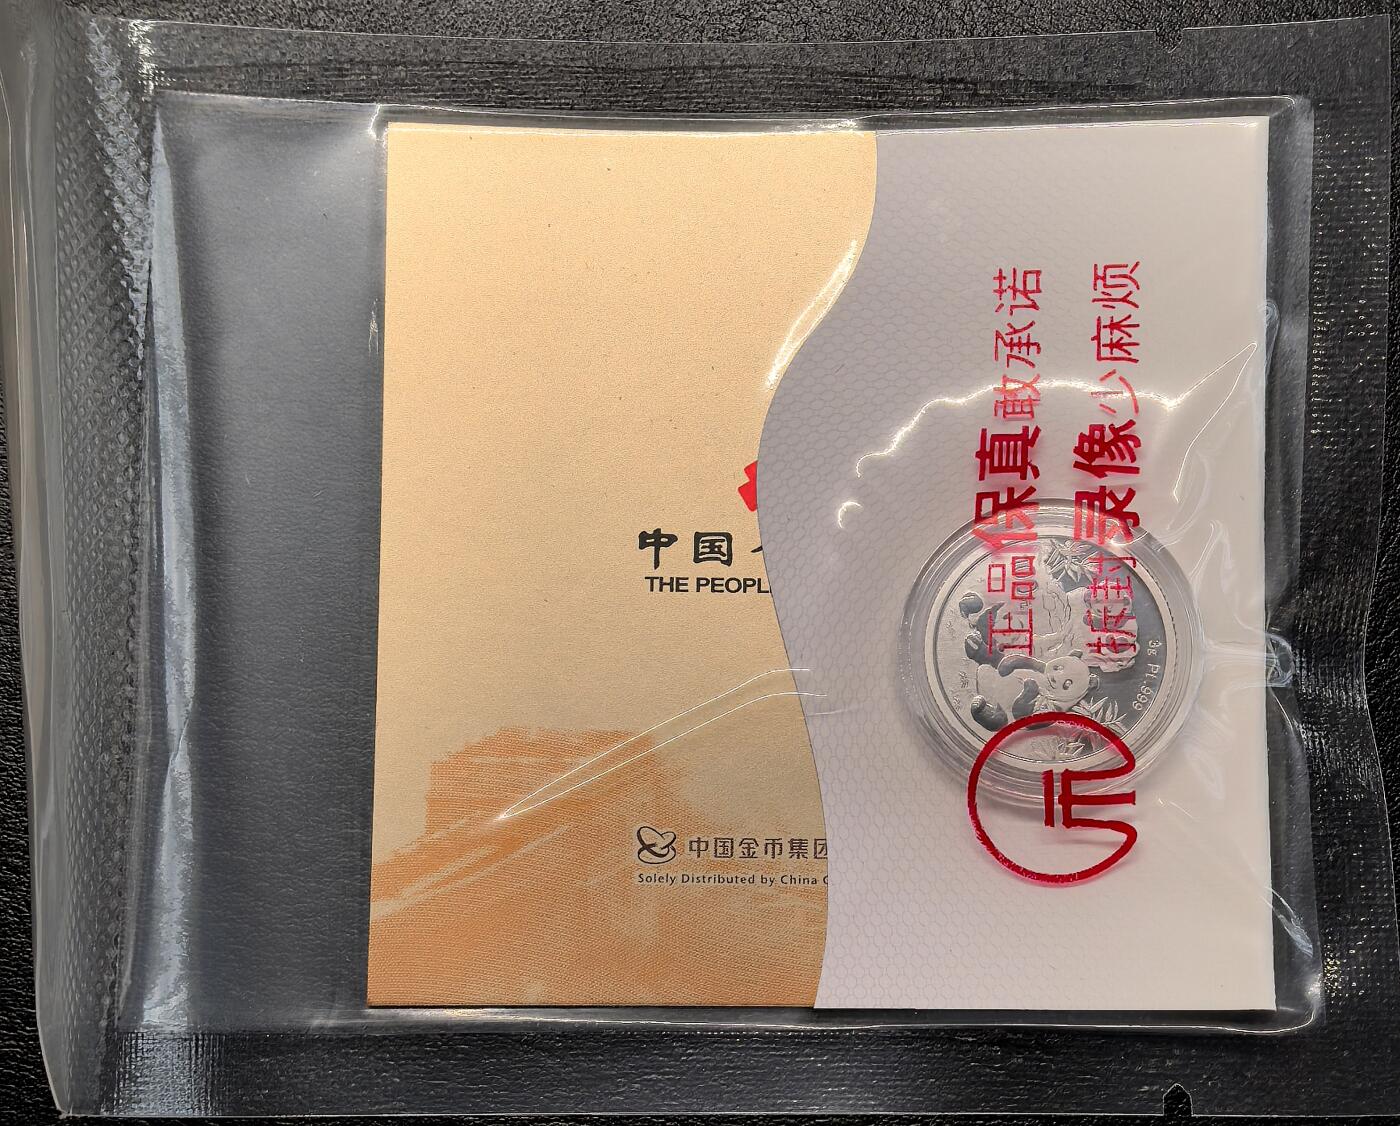 中国
THE PEOPL
中国金币集团
Solely Distributed by China
正品保真敢承诺
拆封录像少麻烦
3g Pt.999